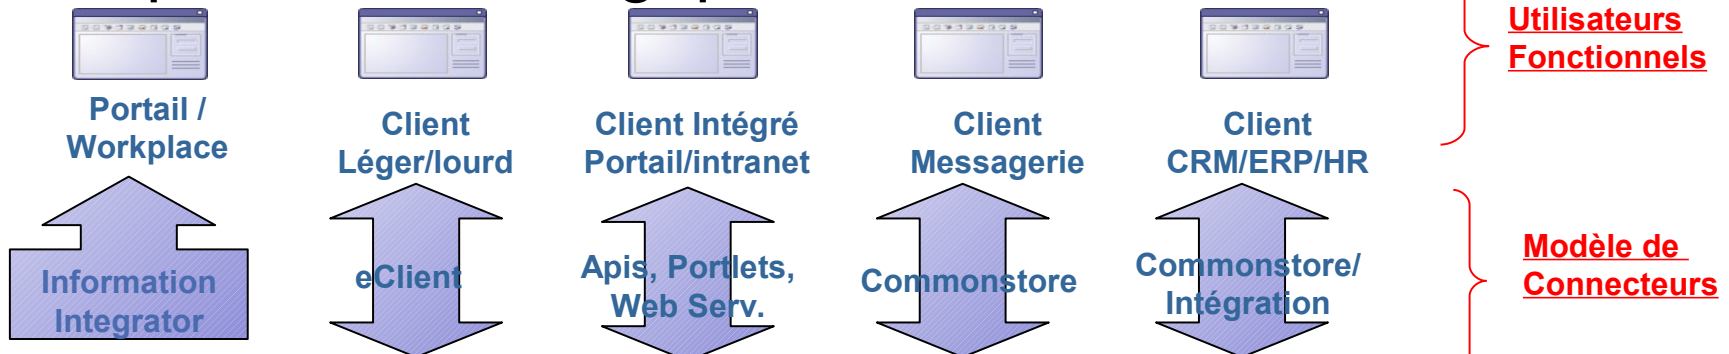 Utilisateurs
Fonctionnels
Portail /
Workplace
Client
Léger/lourd
Client Intégré
Portail/intranet
Client
Messagerie
Client
CRM/ERP/HR
Information
Integrator
eClient
Apis, Portlets,
Web Serv.
Commonstore
Commonstore/
Intégration
Modèle de
Connecteurs